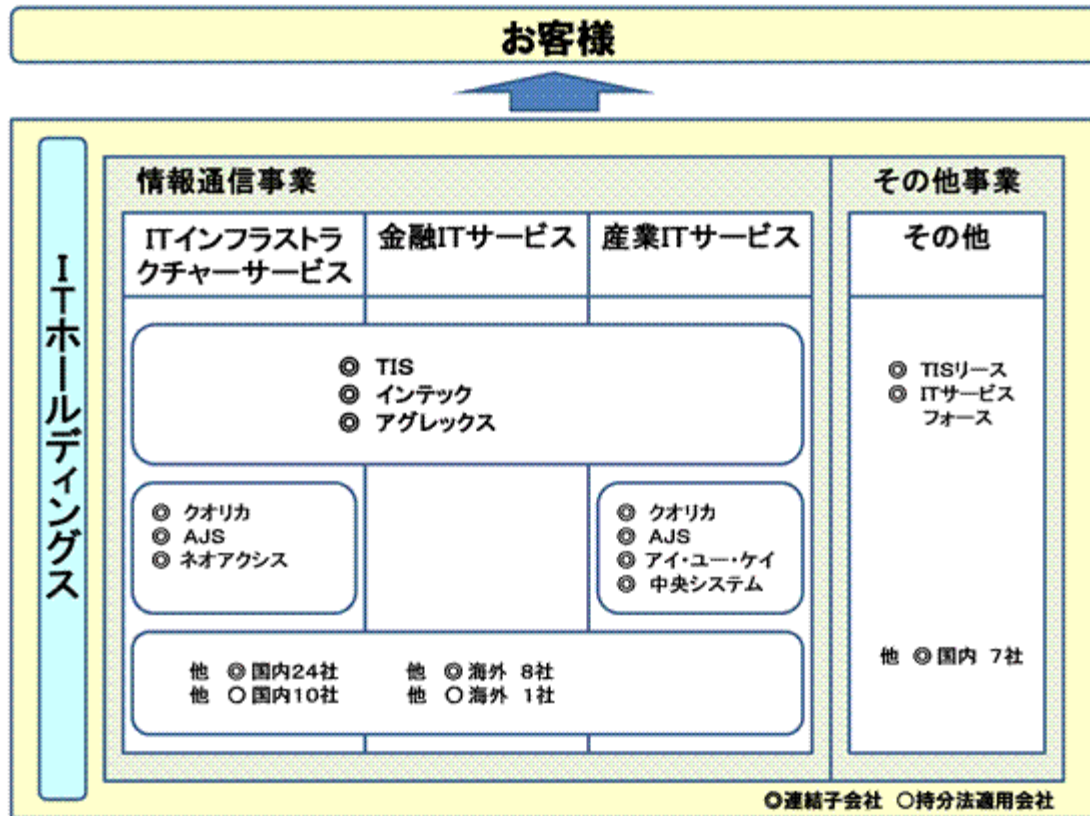 お客様
ITホールディングス
情報通信事業
その他事業
ITインフラストラ
クチャーサービス
金融ITサービス
産業ITサービス
その他
◎ TIS
◎ インテック
◎ アグレックス
◎ TISリース
◎ ITサービス
フォース
◎ クオリカ
◎ AJS
◎ ネオアクシス
◎ クオリカ
◎ AJS
◎ アイ・ユー・ケイ
◎ 中央システム
他 ◎国内24社
他 ○国内10社
他 ◎海外 8社
他 ○海外 1社
他 ◎国内 7社
◎連結子会社 ○持分法適用会社